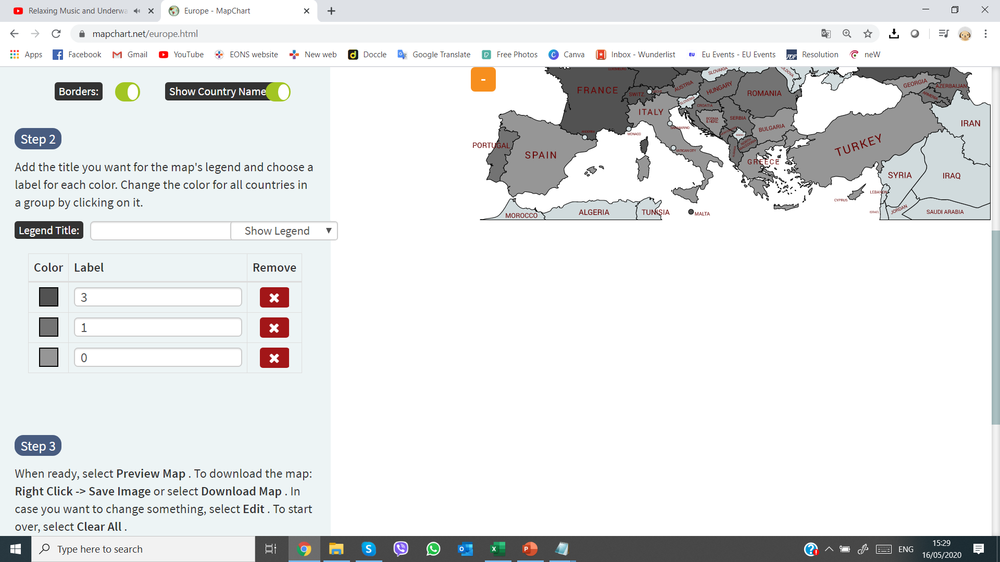 Relaxing Music and Underwa
Europe - MapChart
mapchart.net/europe.html
Apps
Facebook
Gmail
YouTube
EONS website
New web
Doccle
Google Translate
Free Photos
Canva
Inbox - Wunderlist
Eu Events - EU Events
Resolution
neW
Borders:
Show Country Name
Step 2
Add the title you want for the map's legend and choose a
label for each color. Change the color for all countries in
a group by clicking on it.
Legend Title:
Show Legend
Color Label Remove
3
1
0
Step 3
When ready, select Preview Map . To download the map:
Right Click -> Save Image or select Download Map . In
case you want to change something, select Edit . To start
over, select Clear All .
-
LUXEMBURG
SLOVAKIA
FRANCE
SWITZ.
AUSTRIA
HUNGARY
ROMANIA
GEORGIA
AZERBAIJAN
ARMENIA
SLOVENIA
CROATIA
ITALY
BOSNIA
& HERZ.
SERBIA
BULGARIA
SAN MARINO
MONACO
ANDORRA
KOSOVO
NORTH
MACEDONIA
ALBANIA
VATICAN CITY
PORTUGAL
SPAIN
GREECE
TURKEY
IRAN
SYRIA
IRAQ
LEBANON
CYPRUS
ISRAEL
JORDAN
SAUDI ARABIA
MOROCCO
ALGERIA
TUNISIA
MALTA
Type here to search
ENG
15:29
16/05/2020